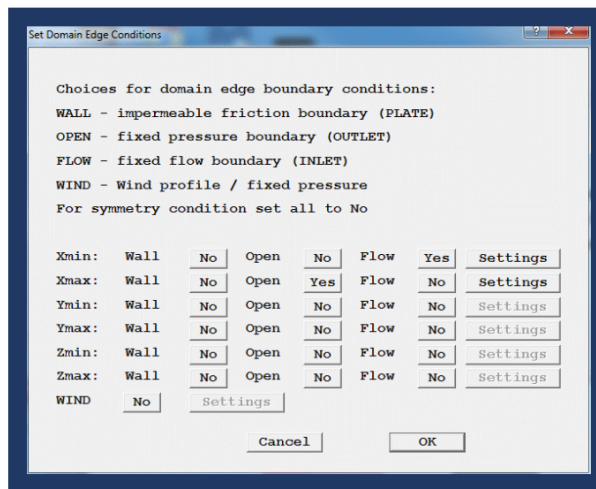 Set Domain Edge Conditions
? X
Choices for domain edge boundary conditions:
WALL - impermeable friction boundary (PLATE)
OPEN - fixed pressure boundary (OUTLET)
FLOW - fixed flow boundary (INLET)
WIND - Wind profile / fixed pressure
For symmetry condition set all to No
Xmin: Wall No Open No Flow Yes Settings
Xmax: Wall No Open Yes Flow No Settings
Ymin: Wall No Open No Flow No Settings
Ymax: Wall No Open No Flow No Settings
Zmin: Wall No Open No Flow No Settings
Zmax: Wall No Open No Flow No Settings
WIND No Settings
Cancel OK